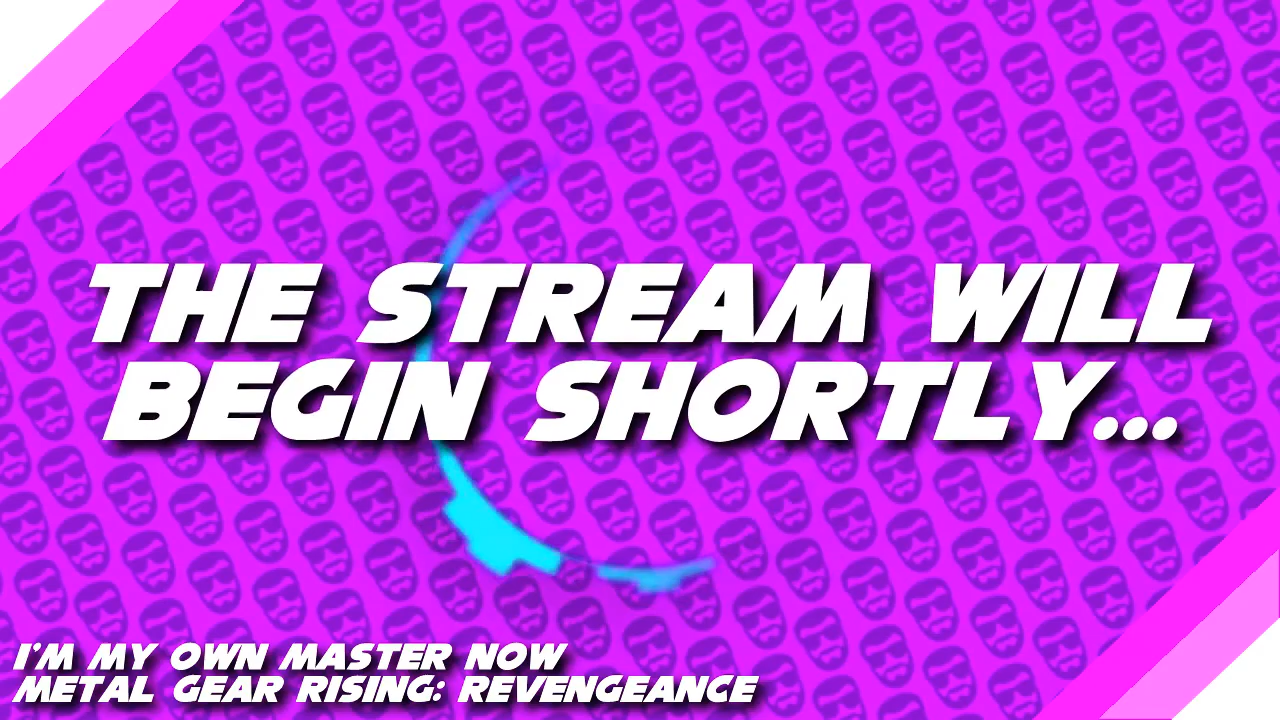 THE STREAM WILL
BEGIN SHORTLY...
I'M MY OWN MASTER NOW
METAL GEAR RISING: REVENGEANCE